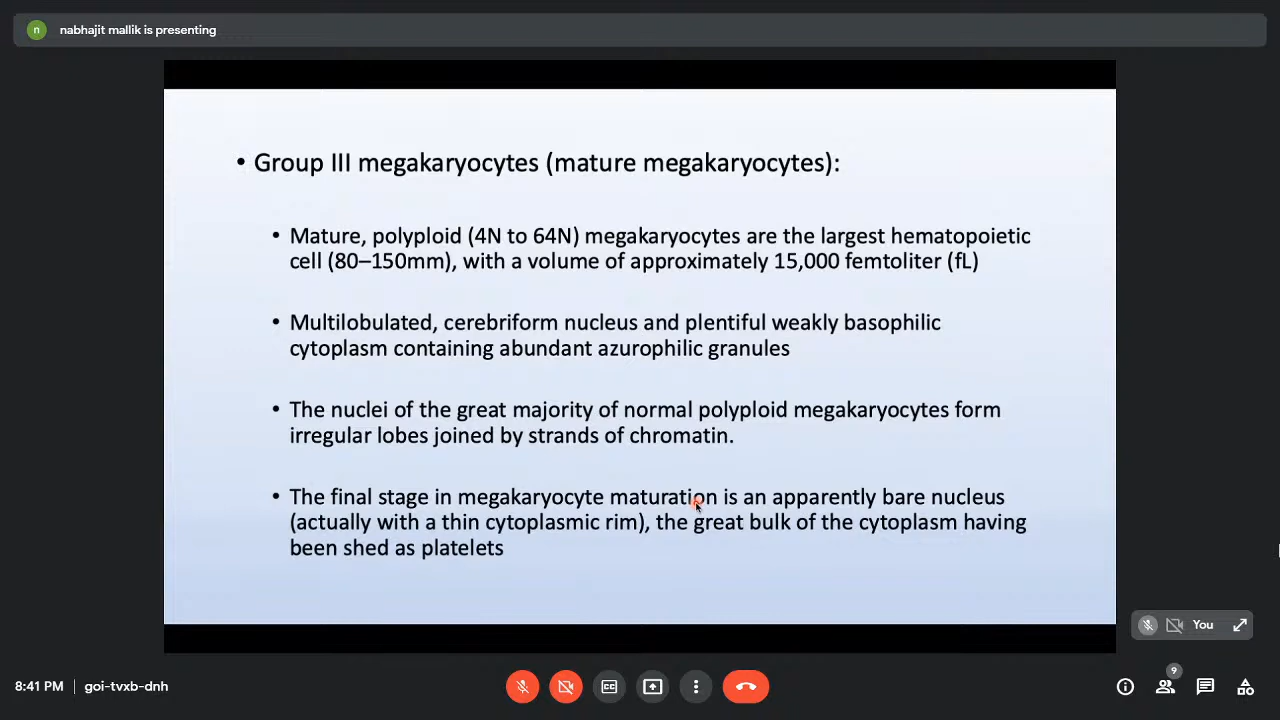 n nabhajit mallik is presenting
• Group III megakaryocytes (mature megakaryocytes):
• Mature, polyploid (4N to 64N) megakaryocytes are the largest hematopoietic
cell (80–150mm), with a volume of approximately 15,000 femtoliter (fL)
• Multilobulated, cerebriform nucleus and plentiful weakly basophilic
cytoplasm containing abundant azurophilic granules
• The nuclei of the great majority of normal polyploid megakaryocytes form
irregular lobes joined by strands of chromatin.
• The final stage in megakaryocyte maturation is an apparently bare nucleus
(actually with a thin cytoplasmic rim), the great bulk of the cytoplasm having
been shed as platelets
You
8:41 PM | goi-tvxb-dnh
CC
9